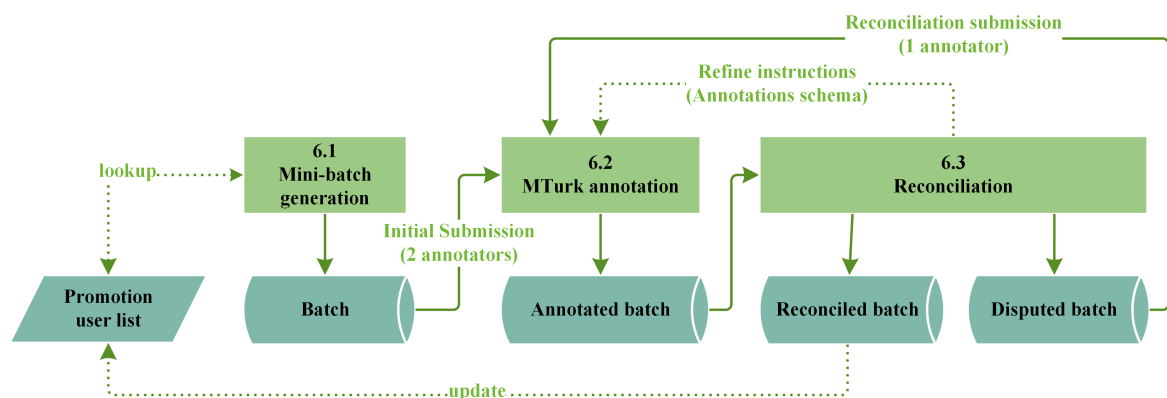 Reconciliation submission
(1 annotator)
Refine instructions
(Annotations schema)
lookup
6.1
Mini-batch
generation
6.2
MTurk annotation
6.3
Reconciliation
Initial Submission
(2 annotators)
Promotion
user list
Batch
Annotated batch
Reconciled batch
Disputed batch
update